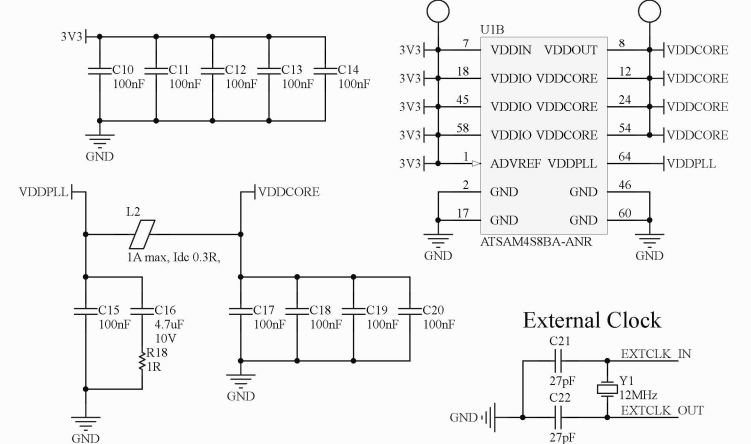 3V3
C10
100nF
C11
100nF
C12
100nF
C13
100nF
C14
100nF
GND
U1B
3V3 7 VDDIN VDDOUT 8 VDDCORE
3V3 18 VDDIO VDDCORE 12 VDDCORE
3V3 45 VDDIO VDDCORE 24 VDDCORE
3V3 58 VDDIO VDDCORE 54 VDDCORE
3V3 1 ADVREF VDDPLL 64 VDDPLL
2 GND GND 46
17 GND GND 60
ATSAM4S8BA-ANR
GND
GND
VDDPLL
VDDCORE
L2
1A max, Idc 0.3R,
C15
100nF
C16
4.7uF
10V
R18
1R
GND
C17
100nF
C18
100nF
C19
100nF
C20
100nF
GND
External Clock
C21
27pF
EXTCLK_IN
Y1
12MHz
GND
C22
27pF
EXTCLK_OUT